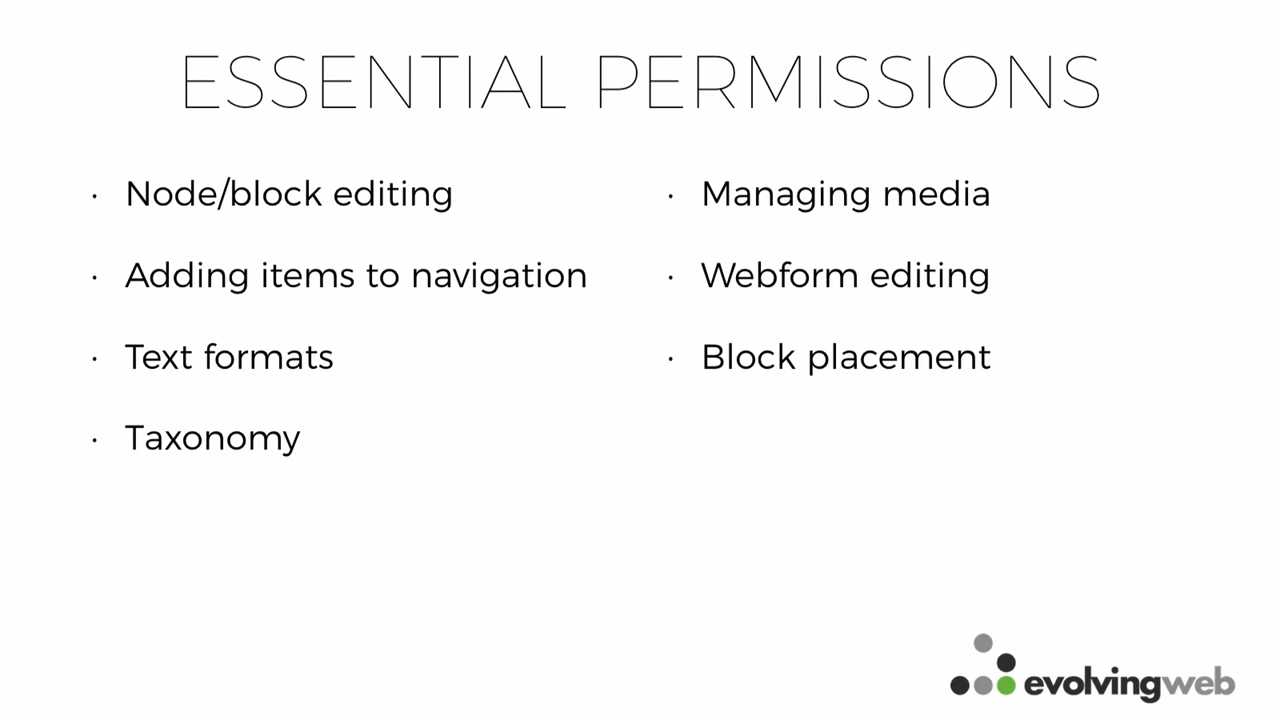 ESSENTIAL PERMISSIONS
· Node/block editing
· Adding items to navigation
· Text formats
· Taxonomy
· Managing media
· Webform editing
· Block placement
evolvingweb